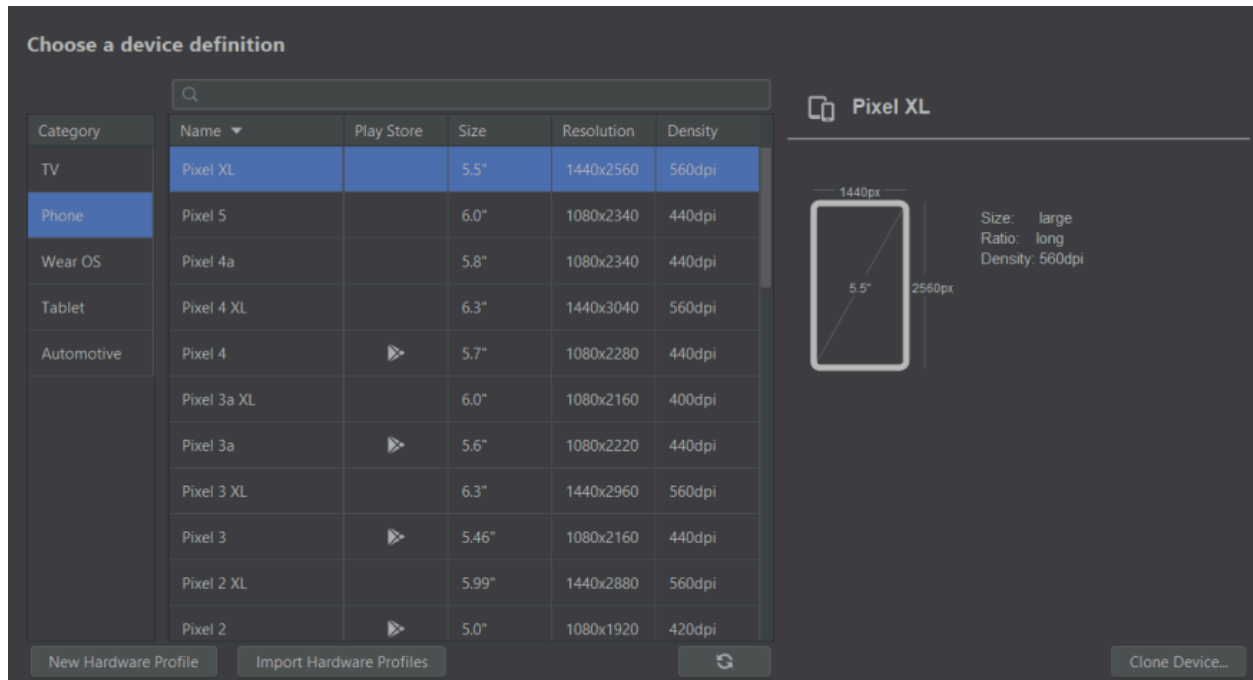 Choose a device definition
Pixel XL
Category
Name Play Store Size Resolution Density
TV
Phone
Wear OS
Tablet
Automotive
Pixel XL 5.5" 1440x2560 560dpi
Pixel 5 6.0" 1080x2340 440dpi
Pixel 4a 5.8" 1080x2340 440dpi
Pixel 4 XL 6.3" 1440x3040 560dpi
Pixel 4 5.7" 1080x2280 440dpi
Pixel 3a XL 6.0" 1080x2160 400dpi
Pixel 3a 5.6" 1080x2220 440dpi
Pixel 3 XL 6.3" 1440x2960 560dpi
Pixel 3 5.46" 1080x2160 440dpi
Pixel 2 XL 5.99" 1440x2880 560dpi
Pixel 2 5.0" 1080x1920 420dpi
1440px
5.5"
2560px
Size: large
Ratio: long
Density: 560dpi
New Hardware Profile
Import Hardware Profiles
Clone Device...